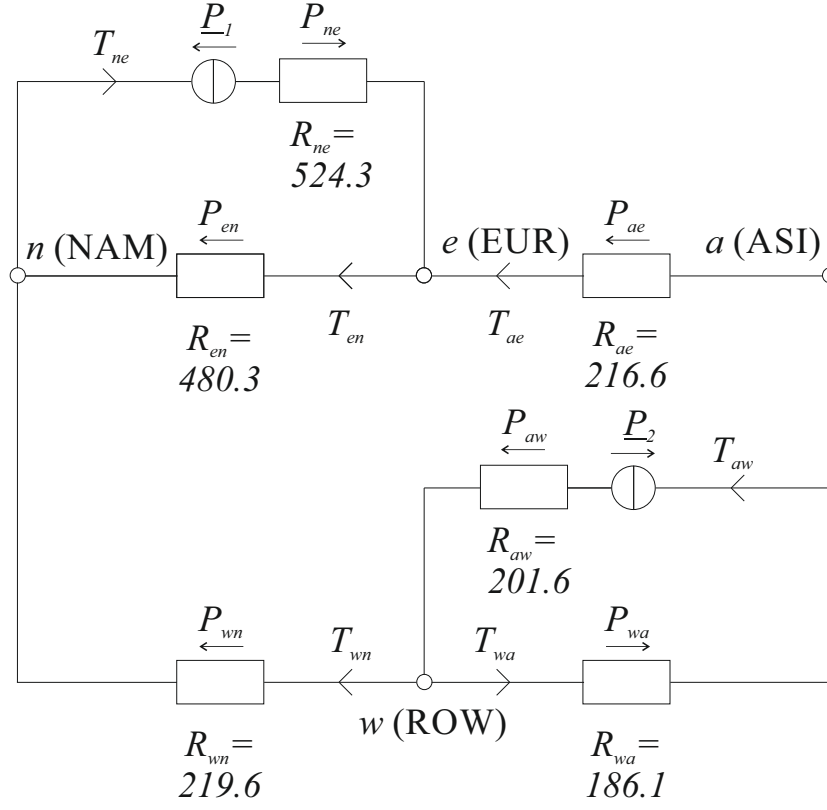 P_1 P_ne
T_ne
R_ne=
524.3
P_en P_ae
n (NAM) e (EUR) a (ASI)
T_en T_ae
R_en= R_ae=
480.3 216.6
P_aw P_2
T_aw
R_aw=
201.6
P_wn T_wn T_wa P_wa
w (ROW)
R_wn= R_wa=
219.6 186.1